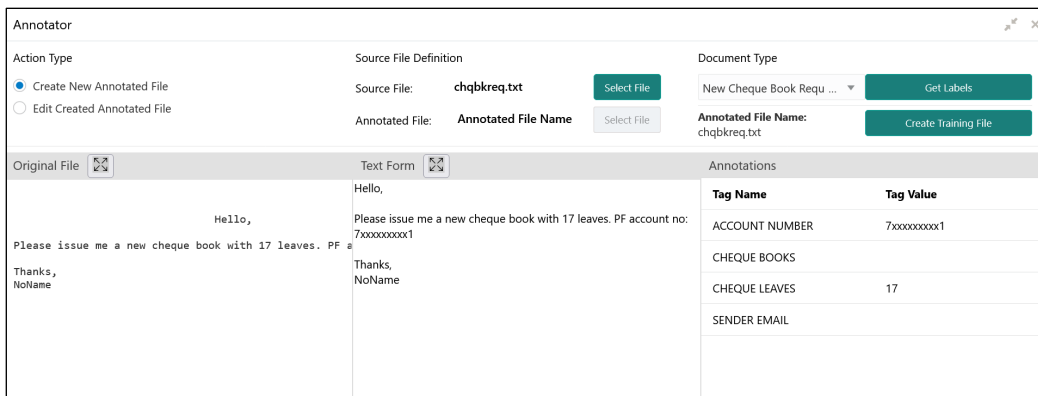 Annotator
Action Type
Create New Annotated File
Edit Created Annotated File
Source File Definition
Source File: chqbkreq.txt Select File
Annotated File: Annotated File Name Select File
Document Type
New Cheque Book Requ ... Get Labels
Annotated File Name:
chqbkreq.txt
Create Training File
Original File
Hello,
Please issue me a new cheque book with 17 leaves. PF a
Thanks,
NoName
Text Form
Hello,
Please issue me a new cheque book with 17 leaves. PF account no:
7xxxxxxxxx1
Thanks,
NoName
Annotations
Tag Name Tag Value
ACCOUNT NUMBER 7xxxxxxxxx1
CHEQUE BOOKS
CHEQUE LEAVES 17
SENDER EMAIL